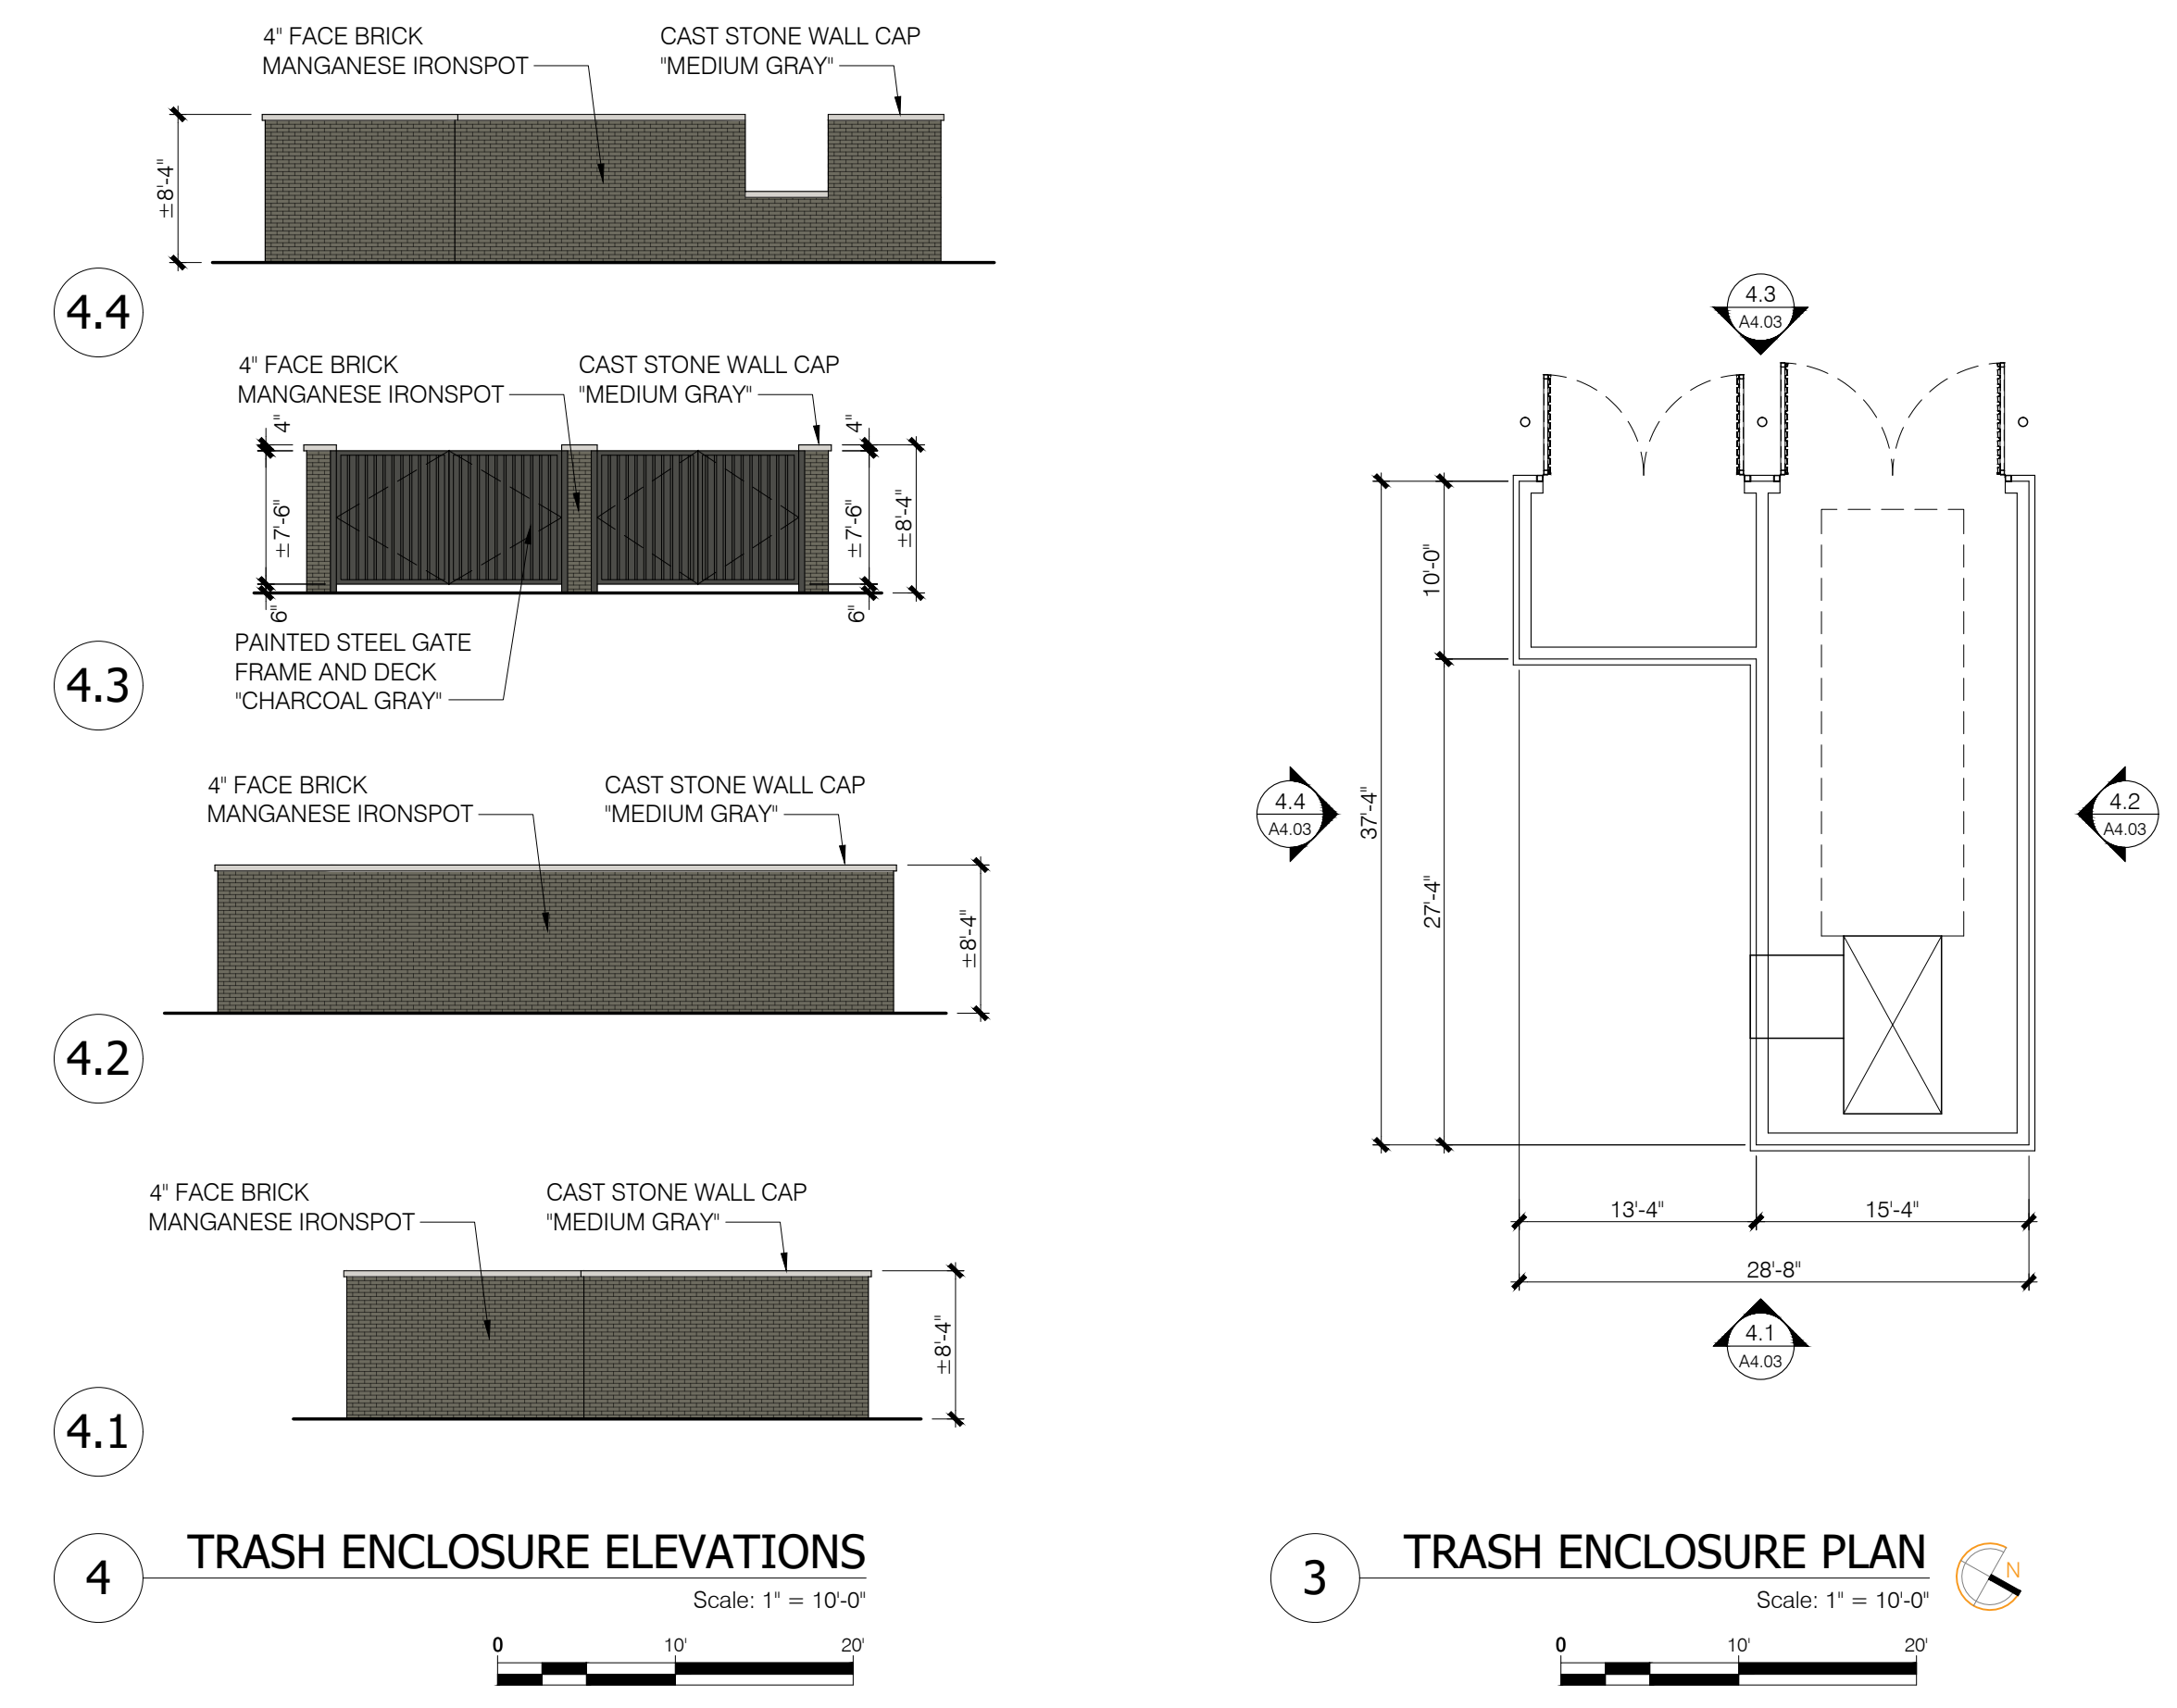 4" FACE BRICK
MANGANESE IRONSPOT
CAST STONE WALL CAP
"MEDIUM GRAY"
±8'-4"
4.4
4" FACE BRICK
MANGANESE IRONSPOT
CAST STONE WALL CAP
"MEDIUM GRAY"
4"
±7'-6"
6"
4"
±7'-6"
6"
±8'-4"
PAINTED STEEL GATE
FRAME AND DECK
"CHARCOAL GRAY"
4.3
4" FACE BRICK
MANGANESE IRONSPOT
CAST STONE WALL CAP
"MEDIUM GRAY"
±8'-4"
4.2
4" FACE BRICK
MANGANESE IRONSPOT
CAST STONE WALL CAP
"MEDIUM GRAY"
±8'-4"
4.1
4
TRASH ENCLOSURE ELEVATIONS
Scale: 1" = 10'-0"
0 10' 20'
4.3
A4.03
10'-0"
37'-4"
27'-4"
4.4
A4.03
4.2
A4.03
13'-4"
15'-4"
28'-8"
4.1
A4.03
3
TRASH ENCLOSURE PLAN
N
Scale: 1" = 10'-0"
0 10' 20'